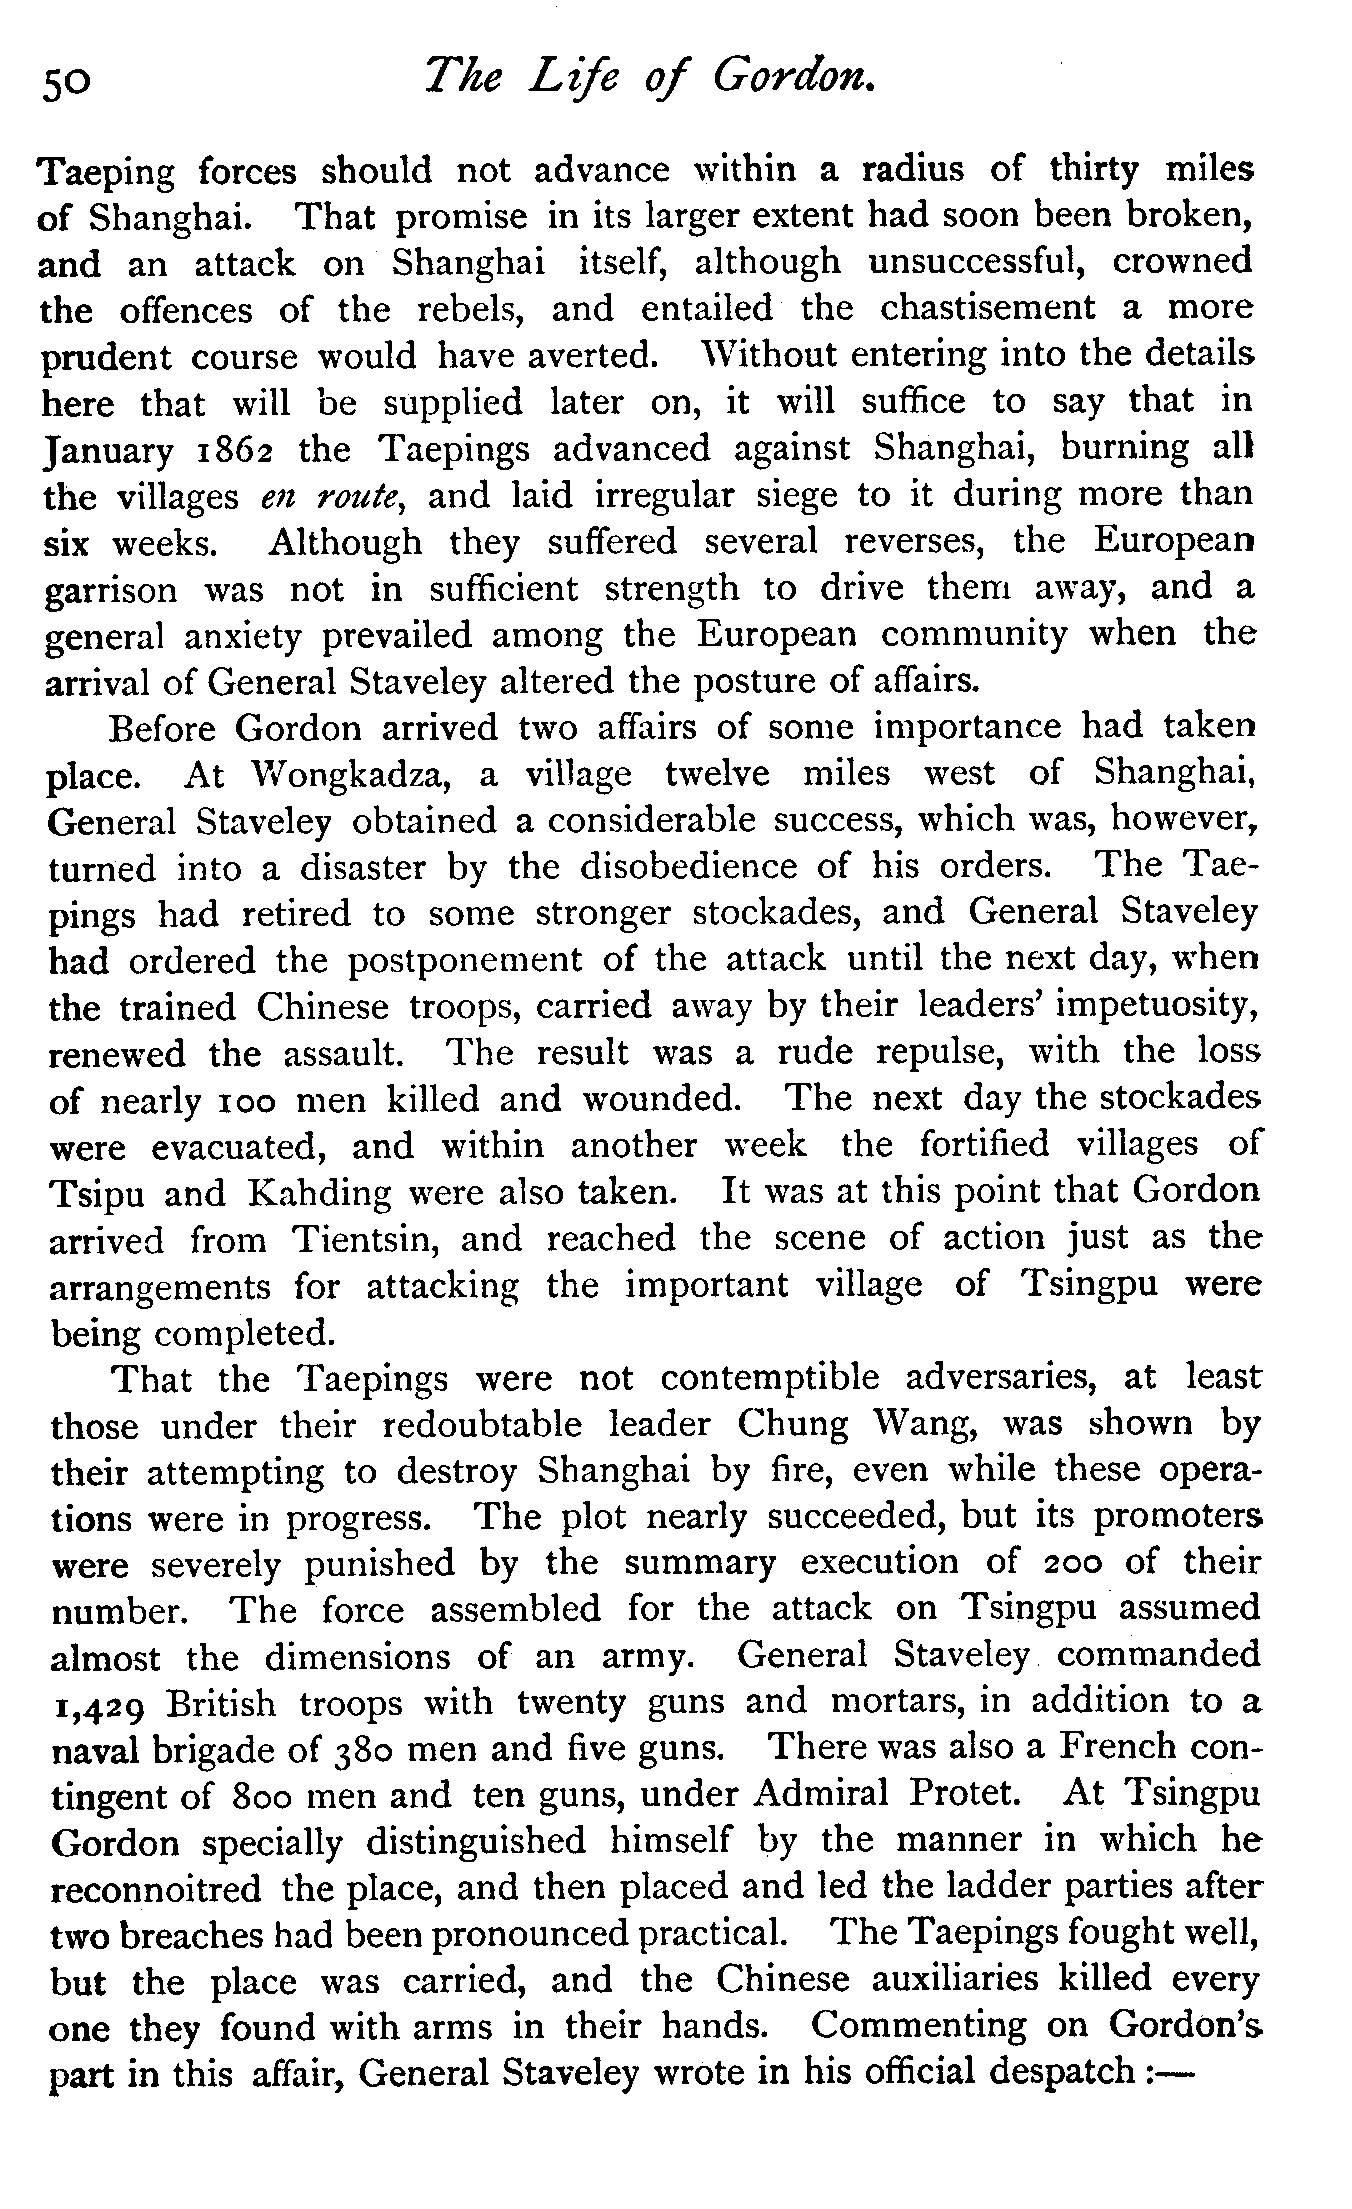 50 The Life of Gordon.
Taeping forces should not advance within a radius of thirty miles
of Shanghai. That promise in its larger extent had soon been broken,
and an attack on Shanghai itself, although unsuccessful, crowned
the offences of the rebels, and entailed the chastisement a more
prudent course would have averted. Without entering into the details
here that will be supplied later on, it will suffice to say that in
January 1862 the Taepings advanced against Shanghai, burning all
the villages en route, and laid irregular siege to it during more than
six weeks. Although they suffered several reverses, the European
garrison was not in sufficient strength to drive them away, and a
general anxiety prevailed among the European community when the
arrival of General Staveley altered the posture of affairs.
Before Gordon arrived two affairs of some importance had taken
place. At Wongkadza, a village twelve miles west of Shanghai,
General Staveley obtained a considerable success, which was, however,
turned into a disaster by the disobedience of his orders. The Tae-
pings had retired to some stronger stockades, and General Staveley
had ordered the postponement of the attack until the next day, when
the trained Chinese troops, carried away by their leaders' impetuosity,
renewed the assault. The result was a rude repulse, with the loss
of nearly 100 men killed and wounded. The next day the stockades
were evacuated, and within another week the fortified villages of
Tsipu and Kahding were also taken. It was at this point that Gordon
arrived from Tientsin, and reached the scene of action just as the
arrangements for attacking the important village of Tsingpu were
being completed.
That the Taepings were not contemptible adversaries, at least
those under their redoubtable leader Chung Wang, was shown by
their attempting to destroy Shanghai by fire, even while these opera-
tions were in progress. The plot nearly succeeded, but its promoters
were severely punished by the summary execution of 200 of their
number. The force assembled for the attack on Tsingpu assumed
almost the dimensions of an army. General Staveley commanded
1,429 British troops with twenty guns and mortars, in addition to a
naval brigade of 380 men and five guns. There was also a French con-
tingent of 800 men and ten guns, under Admiral Protet. At Tsingpu
Gordon specially distinguished himself by the manner in which he
reconnoitred the place, and then placed and led the ladder parties after
two breaches had been pronounced practical. The Taepings fought well,
but the place was carried, and the Chinese auxiliaries killed every
one they found with arms in their hands. Commenting on Gordon's
part in this affair, General Staveley wrote in his official despatch :—